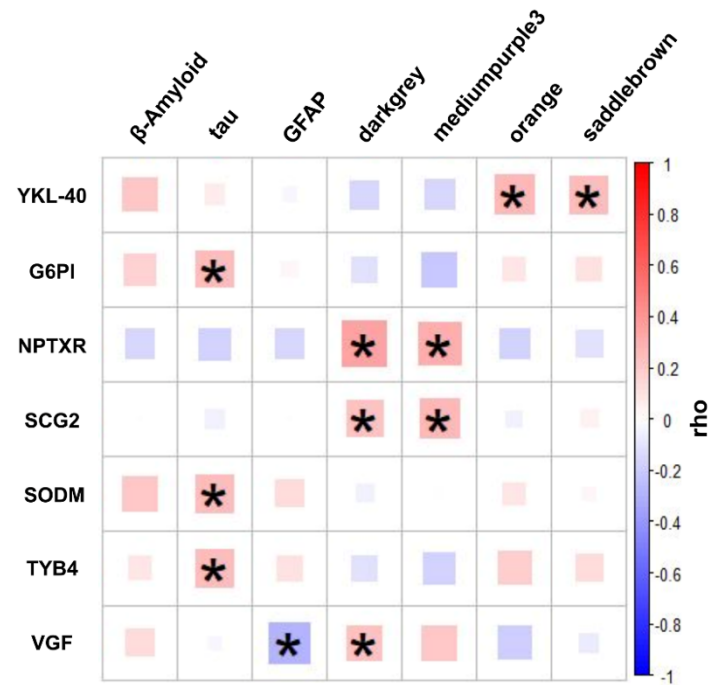 β-Amyloid
tau
GFAP
darkgrey
mediumpurple3
orange
saddlebrown
YKL-40
* *
G6PI
*
NPTXR
* *
SCG2
* *
SODM
*
TYB4
*
VGF
* *
1
0.8
0.6
0.4
0.2
0
-0.2
-0.4
-0.6
-0.8
-1
rho